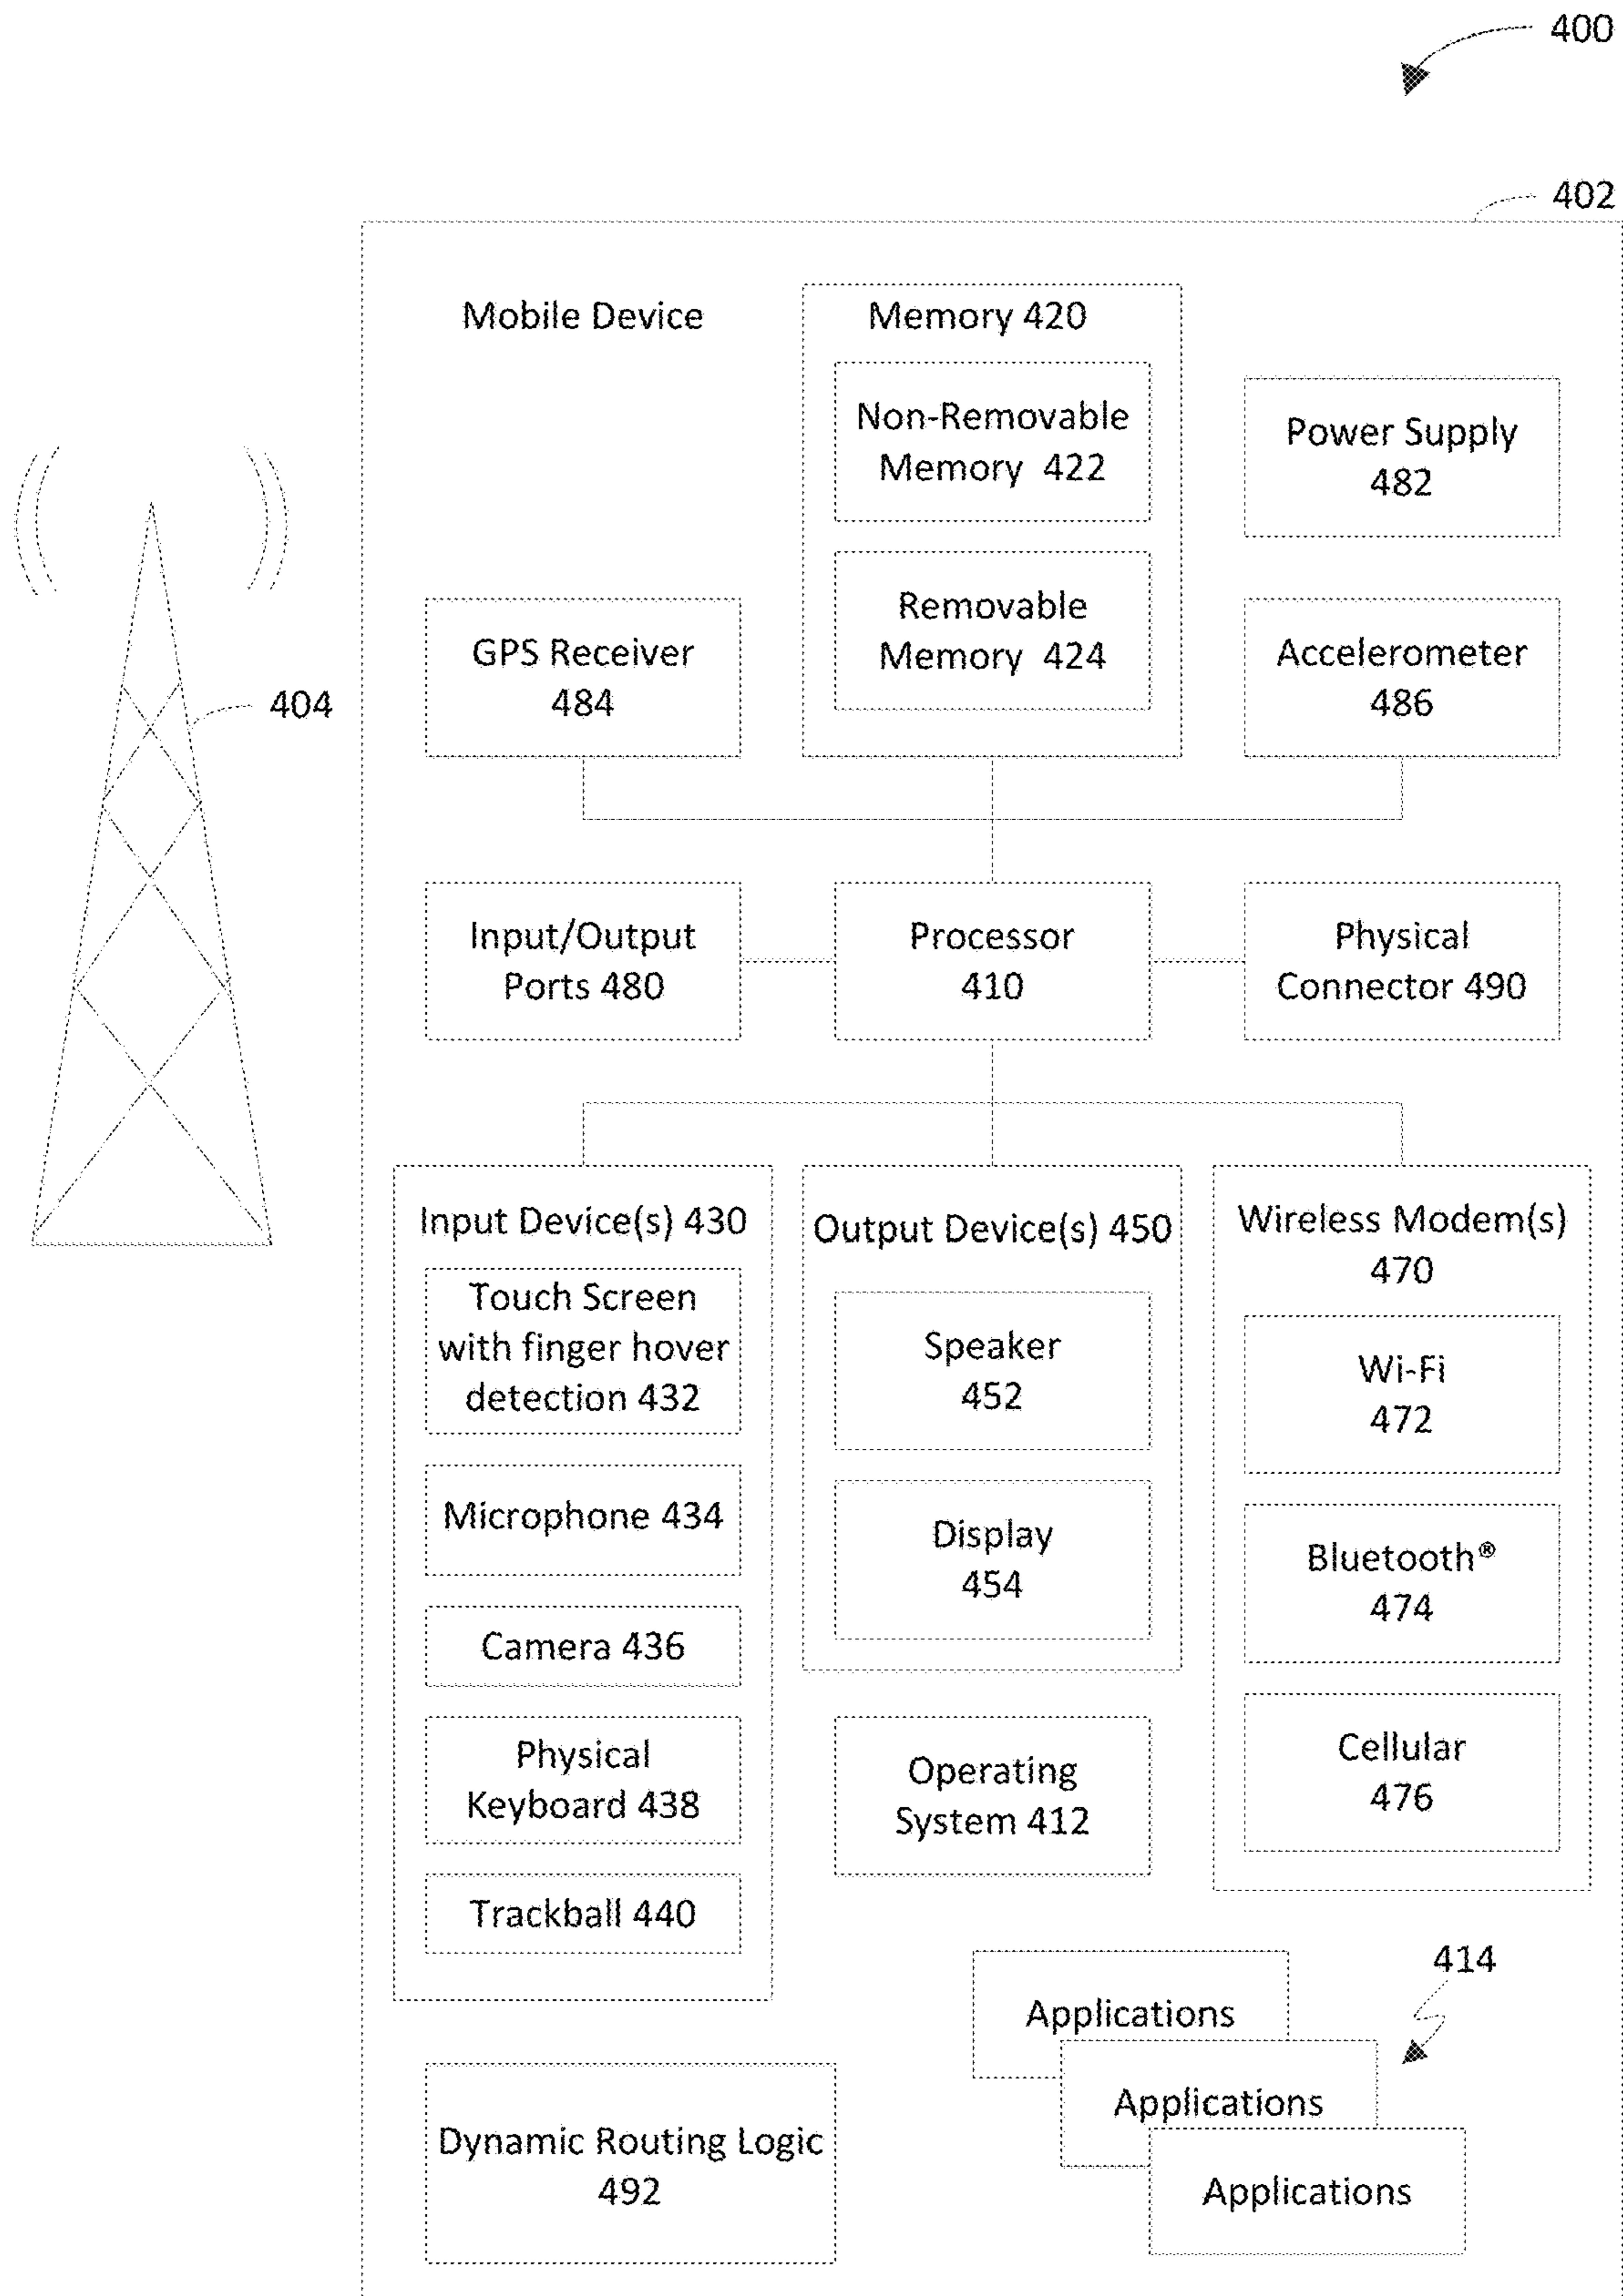 400
402
Mobile Device
Memory 420
Non-Removable
Memory 422
Power Supply
482
Removable
Memory 424
GPS Receiver
484
Accelerometer
486
404
Input/Output
Ports 480
Processor
410
Physical
Connector 490
Input Device(s) 430
Touch Screen
with finger hover
detection 432
Microphone 434
Camera 436
Physical
Keyboard 438
Trackball 440
Output Device(s) 450
Speaker
452
Display
454
Wireless Modem(s)
470
Wi-Fi
472
Bluetooth®
474
Cellular
476
Operating
System 412
414
Applications
Applications
Applications
Dynamic Routing Logic
492